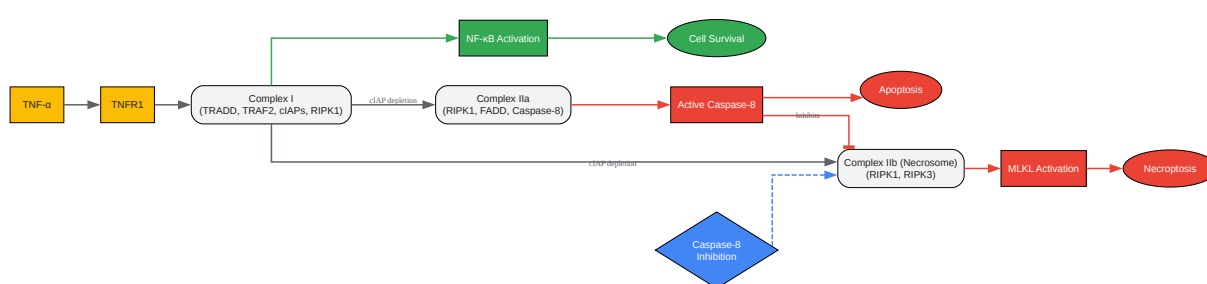 NF-κB Activation
Cell Survival
TNF-α
TNFR1
Complex I
(TRADD, TRAF2, cIAPs, RIPK1)
cIAP depletion
Complex IIa
(RIPK1, FADD, Caspase-8)
Active Caspase-8
Apoptosis
Inhibits
cIAP depletion
Complex IIb (Necrosome)
(RIPK1, RIPK3)
MLKL Activation
Necroptosis
Caspase-8
Inhibition